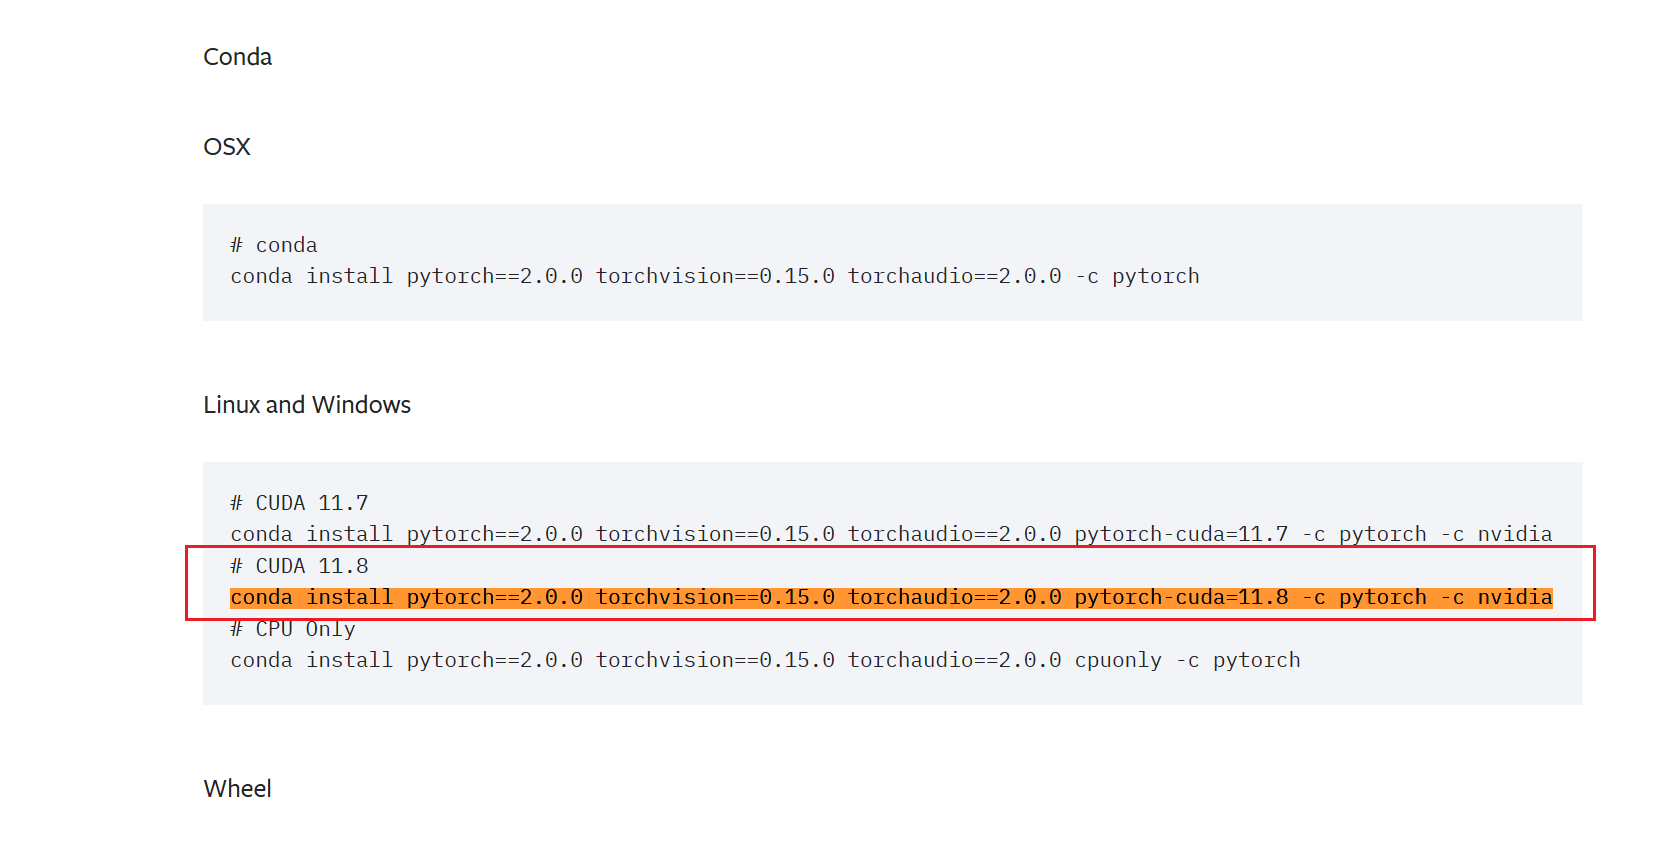 Conda
OSX
# conda
conda install pytorch==2.0.0 torchvision==0.15.0 torchaudio==2.0.0 -c pytorch
Linux and Windows
# CUDA 11.7
conda install pytorch==2.0.0 torchvision==0.15.0 torchaudio==2.0.0 pytorch-cuda=11.7 -c pytorch -c nvidia
# CUDA 11.8
conda install pytorch==2.0.0 torchvision==0.15.0 torchaudio==2.0.0 pytorch-cuda=11.8 -c pytorch -c nvidia
# CPU Only
conda install pytorch==2.0.0 torchvision==0.15.0 torchaudio==2.0.0 cpuonly -c pytorch
Wheel